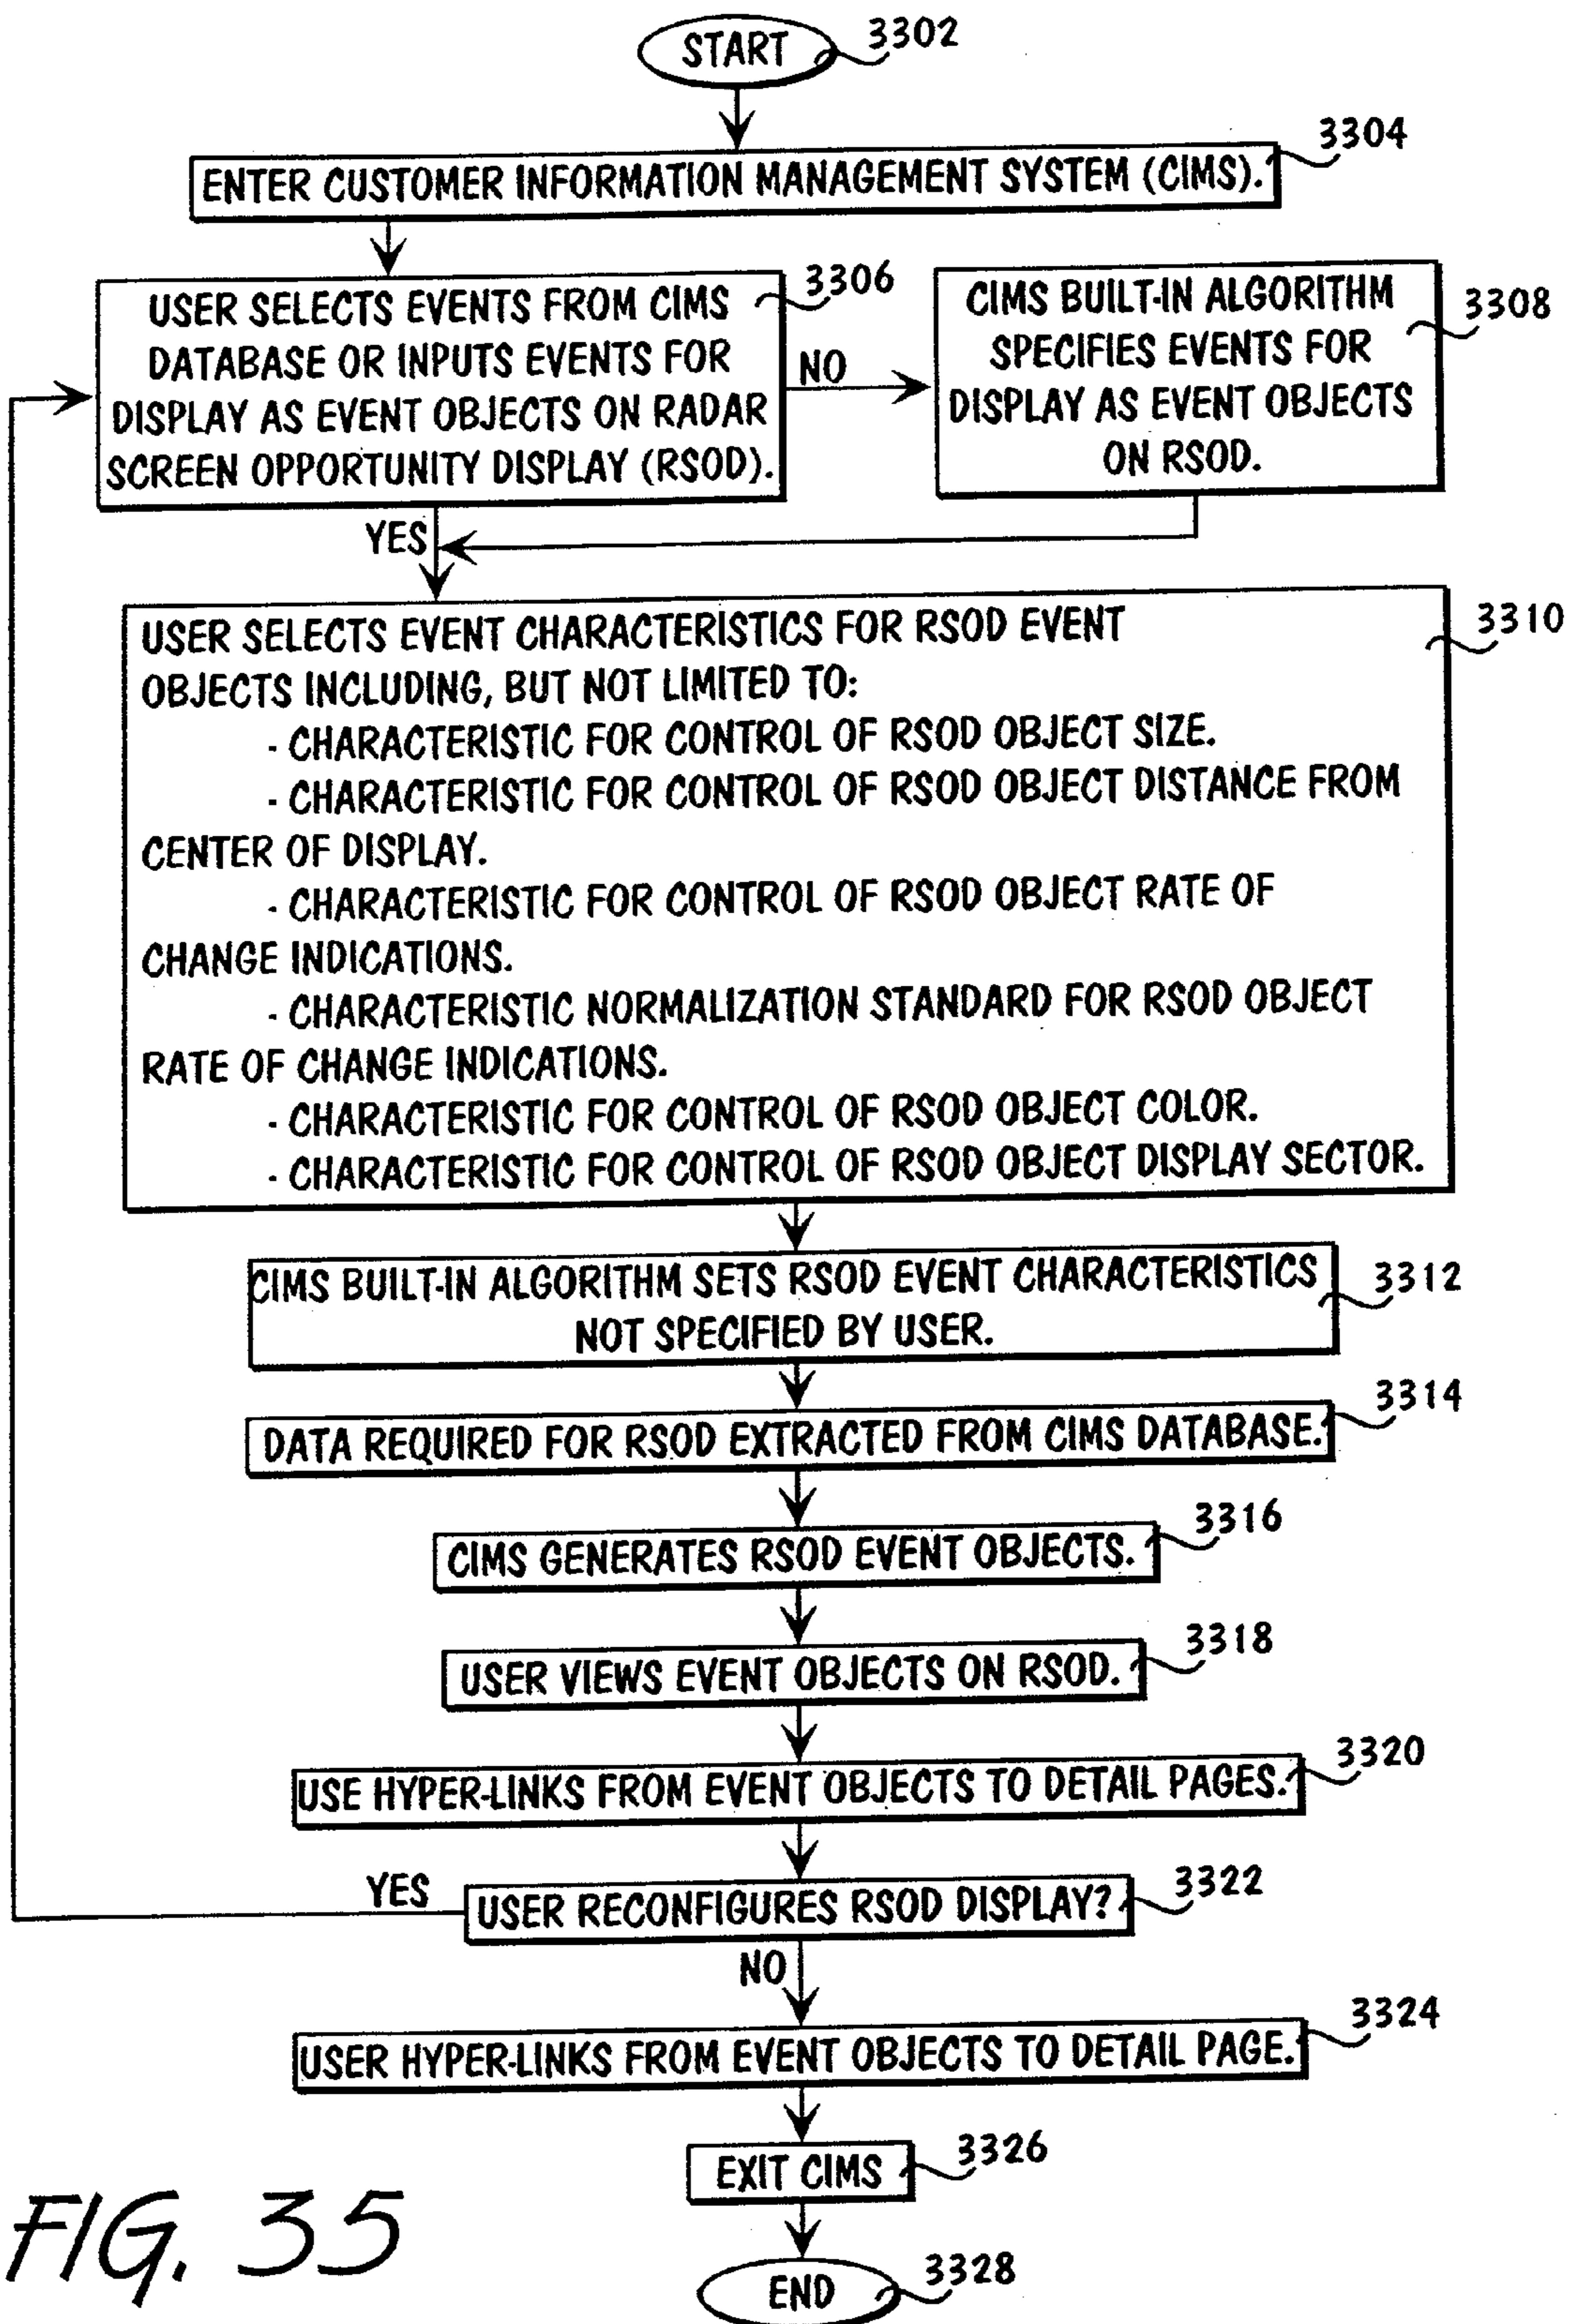 START
3302
3304
ENTER CUSTOMER INFORMATION MANAGEMENT SYSTEM (CIMS).
3306
USER SELECTS EVENTS FROM CIMS
DATABASE OR INPUTS EVENTS FOR
DISPLAY AS EVENT OBJECTS ON RADAR
SCREEN OPPORTUNITY DISPLAY (RSOD).
NO
CIMS BUILT-IN ALGORITHM
SPECIFIES EVENTS FOR
DISPLAY AS EVENT OBJECTS
ON RSOD.
3308
YES
USER SELECTS EVENT CHARACTERISTICS FOR RSOD EVENT
OBJECTS INCLUDING, BUT NOT LIMITED TO:
- CHARACTERISTIC FOR CONTROL OF RSOD OBJECT SIZE.
- CHARACTERISTIC FOR CONTROL OF RSOD OBJECT DISTANCE FROM
CENTER OF DISPLAY.
- CHARACTERISTIC FOR CONTROL OF RSOD OBJECT RATE OF
CHANGE INDICATIONS.
- CHARACTERISTIC NORMALIZATION STANDARD FOR RSOD OBJECT
RATE OF CHANGE INDICATIONS.
- CHARACTERISTIC FOR CONTROL OF RSOD OBJECT COLOR.
- CHARACTERISTIC FOR CONTROL OF RSOD OBJECT DISPLAY SECTOR.
3310
CIMS BUILT-IN ALGORITHM SETS RSOD EVENT CHARACTERISTICS
NOT SPECIFIED BY USER.
3312
DATA REQUIRED FOR RSOD EXTRACTED FROM CIMS DATABASE.
3314
CIMS GENERATES RSOD EVENT OBJECTS.
3316
USER VIEWS EVENT OBJECTS ON RSOD.
3318
USE HYPER-LINKS FROM EVENT OBJECTS TO DETAIL PAGES.
3320
YES
USER RECONFIGURES RSOD DISPLAY?
3322
NO
USER HYPER-LINKS FROM EVENT OBJECTS TO DETAIL PAGE.
3324
EXIT CIMS
3326
END
3328
FIG. 35